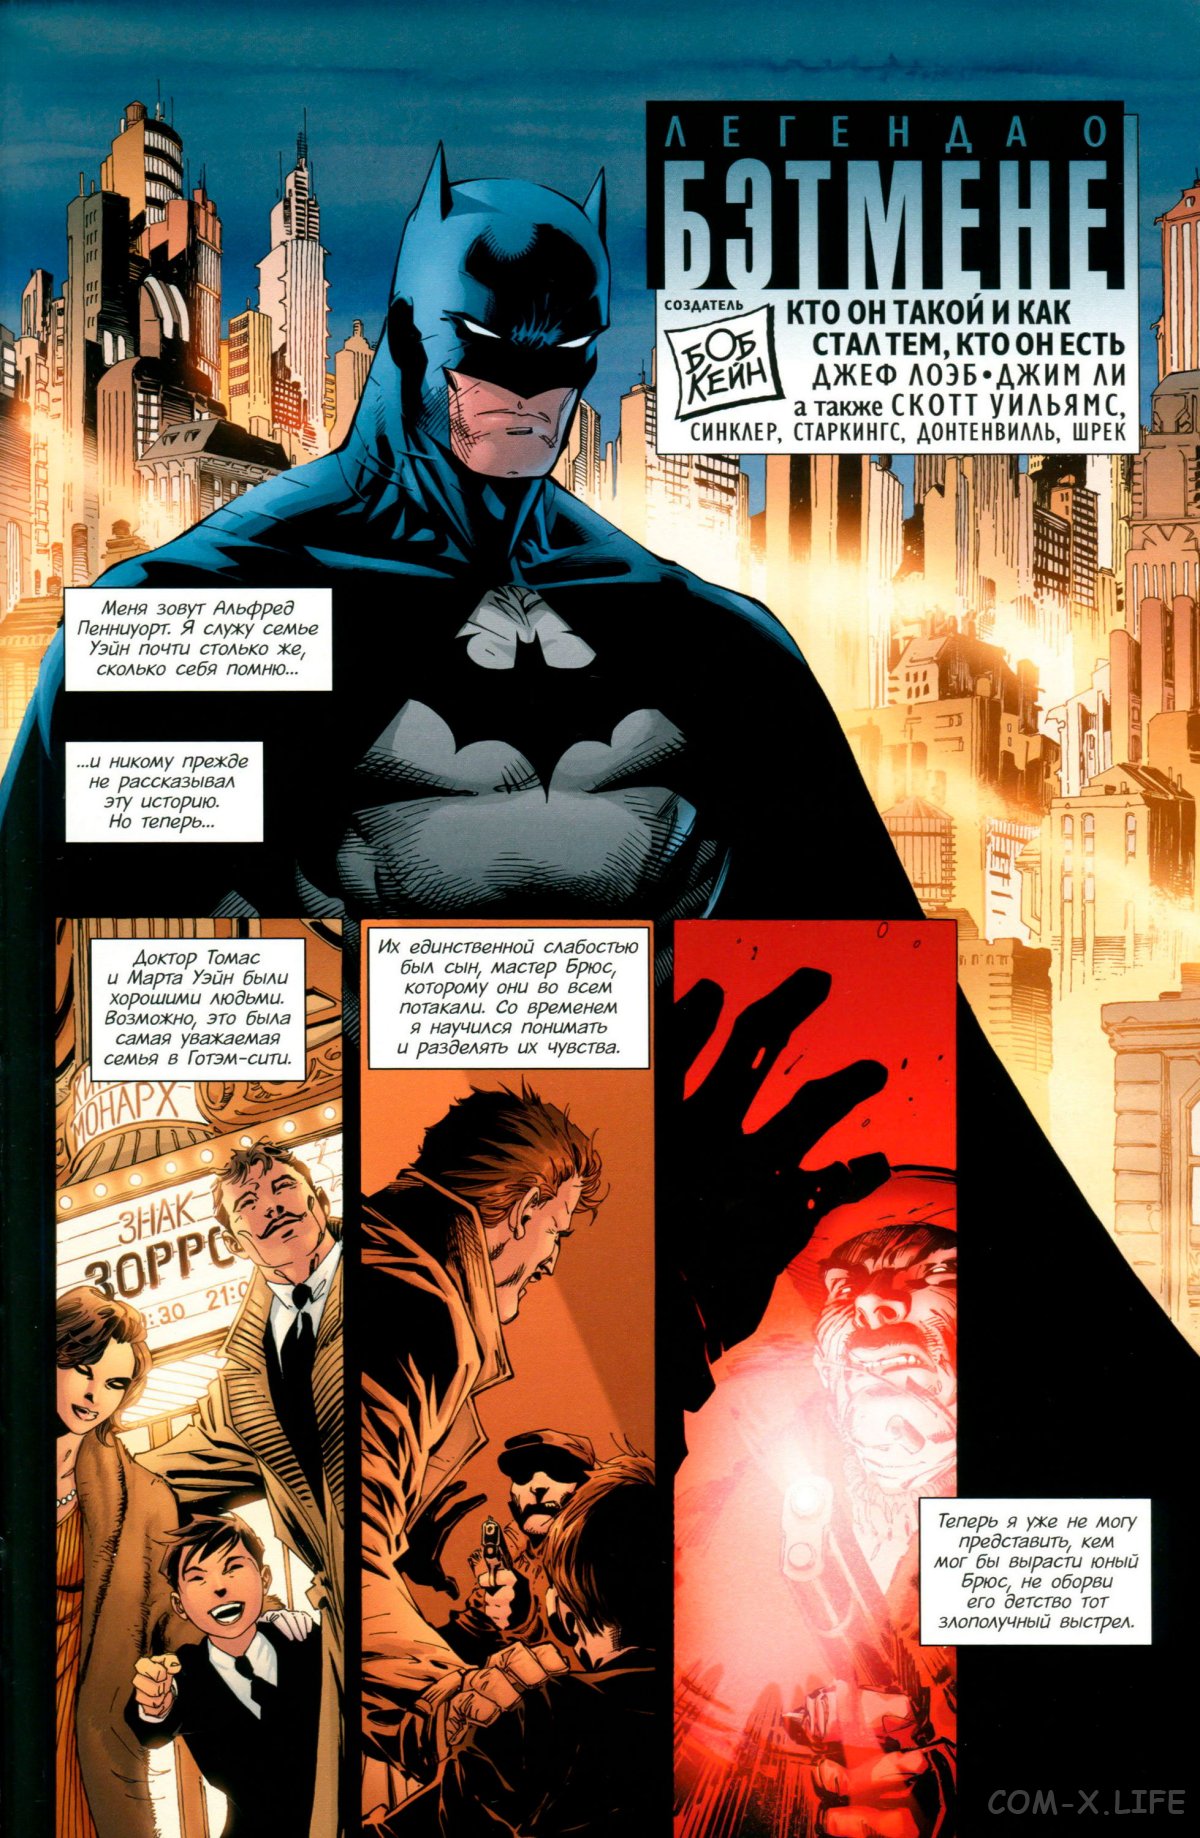 ЛЕГЕНДА О
БЭТМЕНЕ
СОЗДАТЕЛЬ
БОБ
КЕЙН
КТО ОН ТАКОЙ И КАК
СТАЛ ТЕМ, КТО ОН ЕСТЬ
ДЖЕФ ЛОЭБ • ДЖИМ ЛИ
а также СКОТТ УИЛЬЯМС,
СИНКЛЕР, СТАРКИНГС, ДОНТЕНВИЛЛЬ, ШРЕК
Меня зовут Альфред
Пенниуорт. Я служу семье
Уэйн почти столько же,
сколько себя помню...
...и никому прежде
не рассказывал
эту историю.
Но теперь...
Доктор Томас
и Марта Уэйн были
хорошими людьми.
Возможно, это была
самая уважаемая
семья в Готэм-сити.
МОНАРХ
ЗНАК
ЗОРРО
:30 21:0
Их единственной слабостью
был сын, мастер Брюс,
которому они во всем
потакали. Со временем
я научился понимать
и разделять их чувства.
Теперь я уже не могу
представить, кем
мог бы вырасти юный
Брюс, не оборви
его детство тот
злополучный выстрел.
COM-X.LIFE